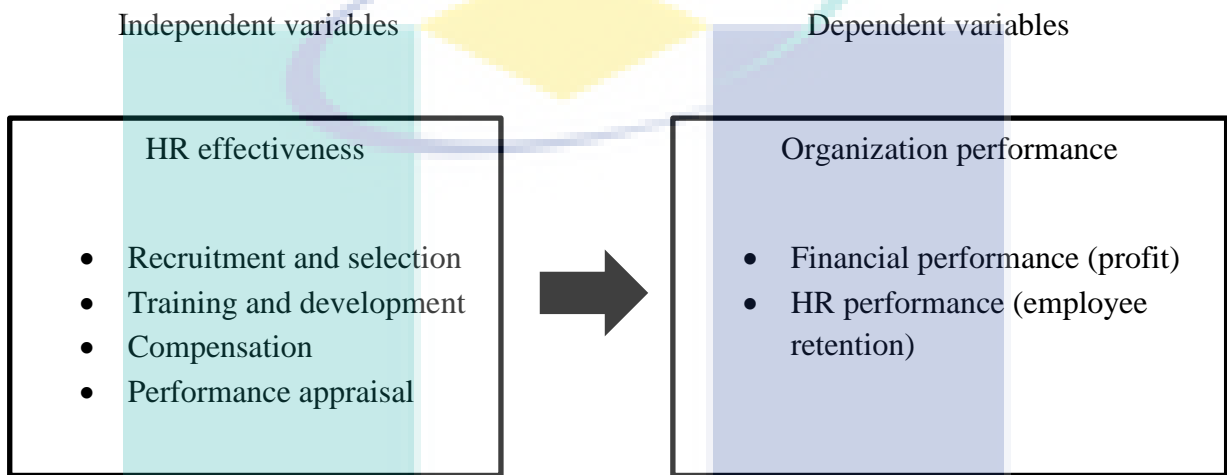 Independent variables
Dependent variables
HR effectiveness
• Recruitment and selection
• Training and development
• Compensation
• Performance appraisal
Organization performance
• Financial performance (profit)
• HR performance (employee
retention)